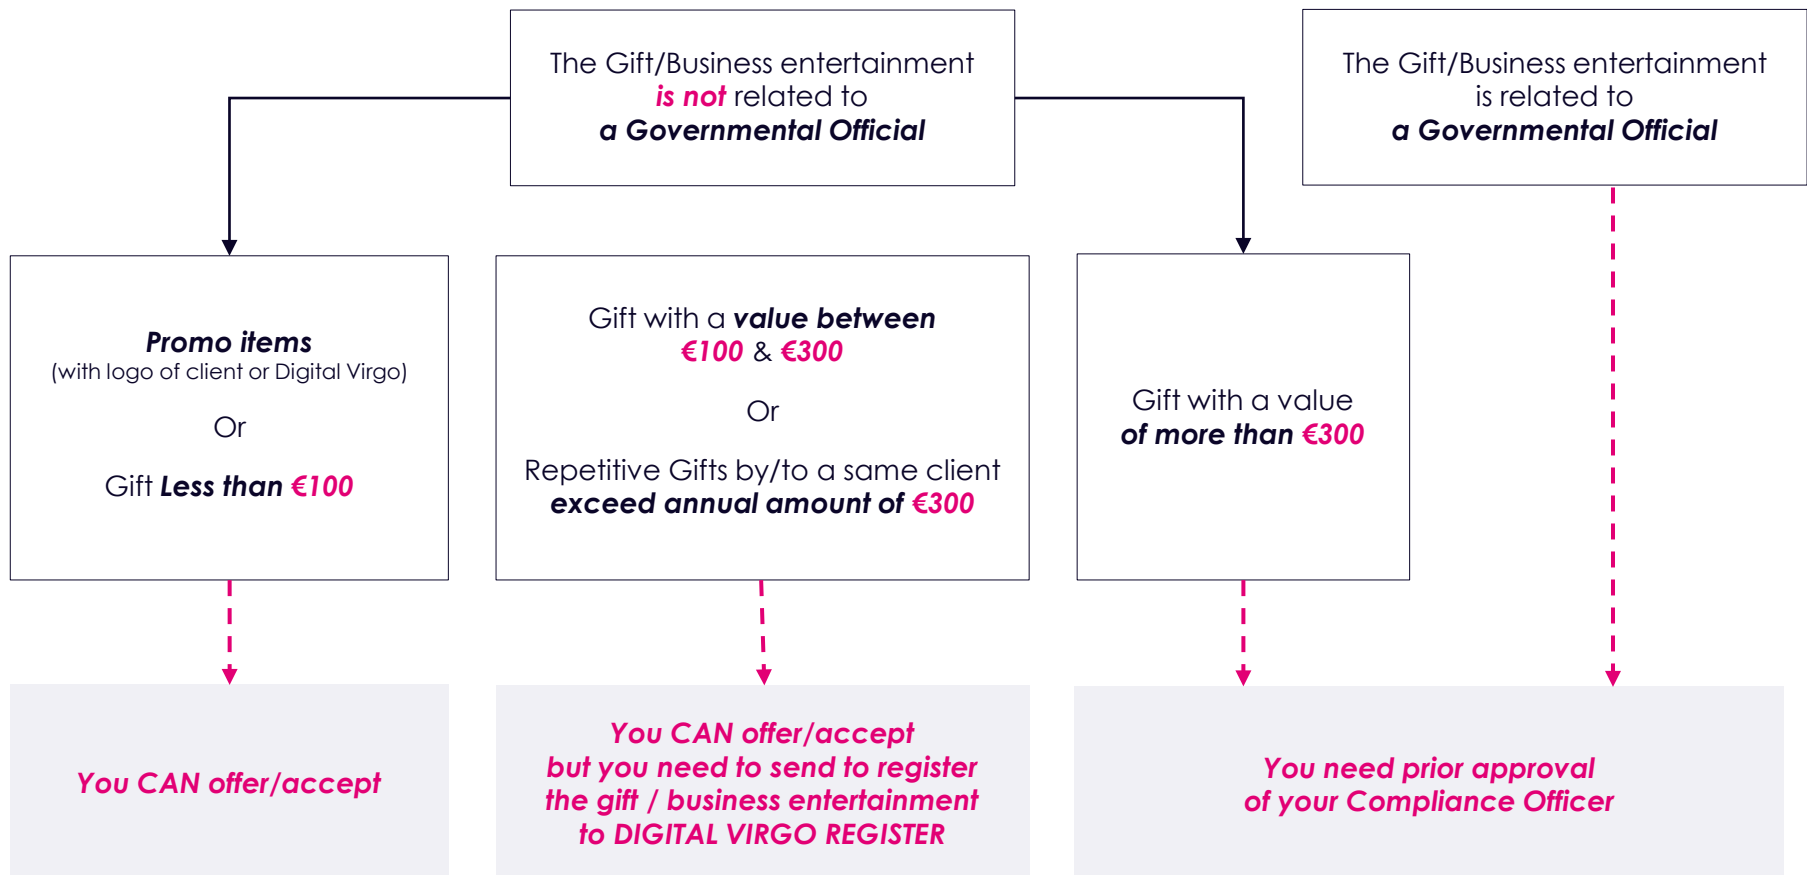 The Gift/Business entertainment
is not related to
a Governmental Official
The Gift/Business entertainment
is related to
a Governmental Official
Promo items
(with logo of client or Digital Virgo)
Or
Gift Less than €100
Gift with a value between
€100 & €300
Or
Repetitive Gifts by/to a same client
exceed annual amount of €300
Gift with a value
of more than €300
You CAN offer/accept
You CAN offer/accept
but you need to send to register
the gift / business entertainment
to DIGITAL VIRGO REGISTER
You need prior approval
of your Compliance Officer